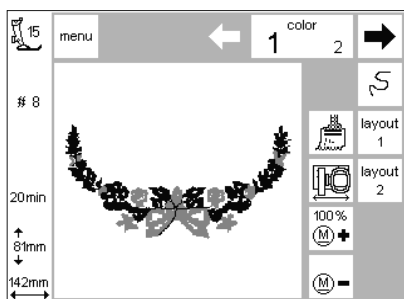 15
menu
color
1
2
# 8
layout
1
layout
2
20min
100%
M +
81mm
M -
142mm